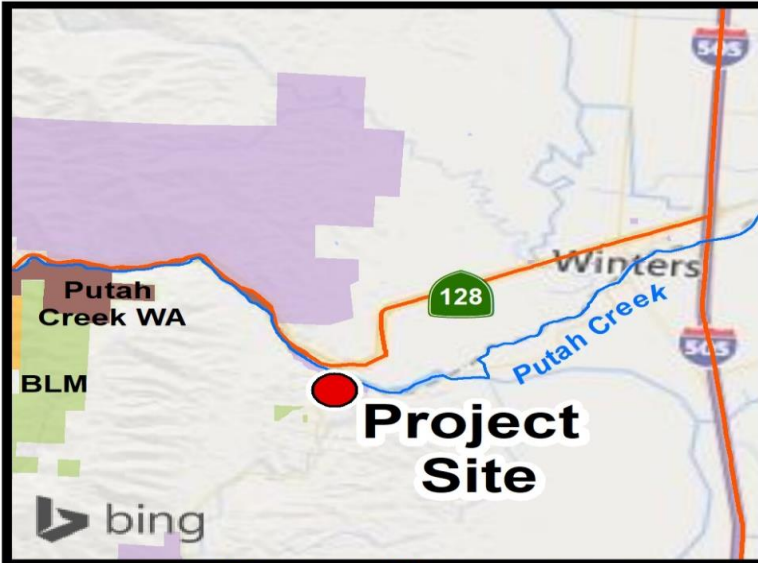 505
Winters
128
Putah
Creek WA
Putah Creek
BLM
505
Project
Site
bing